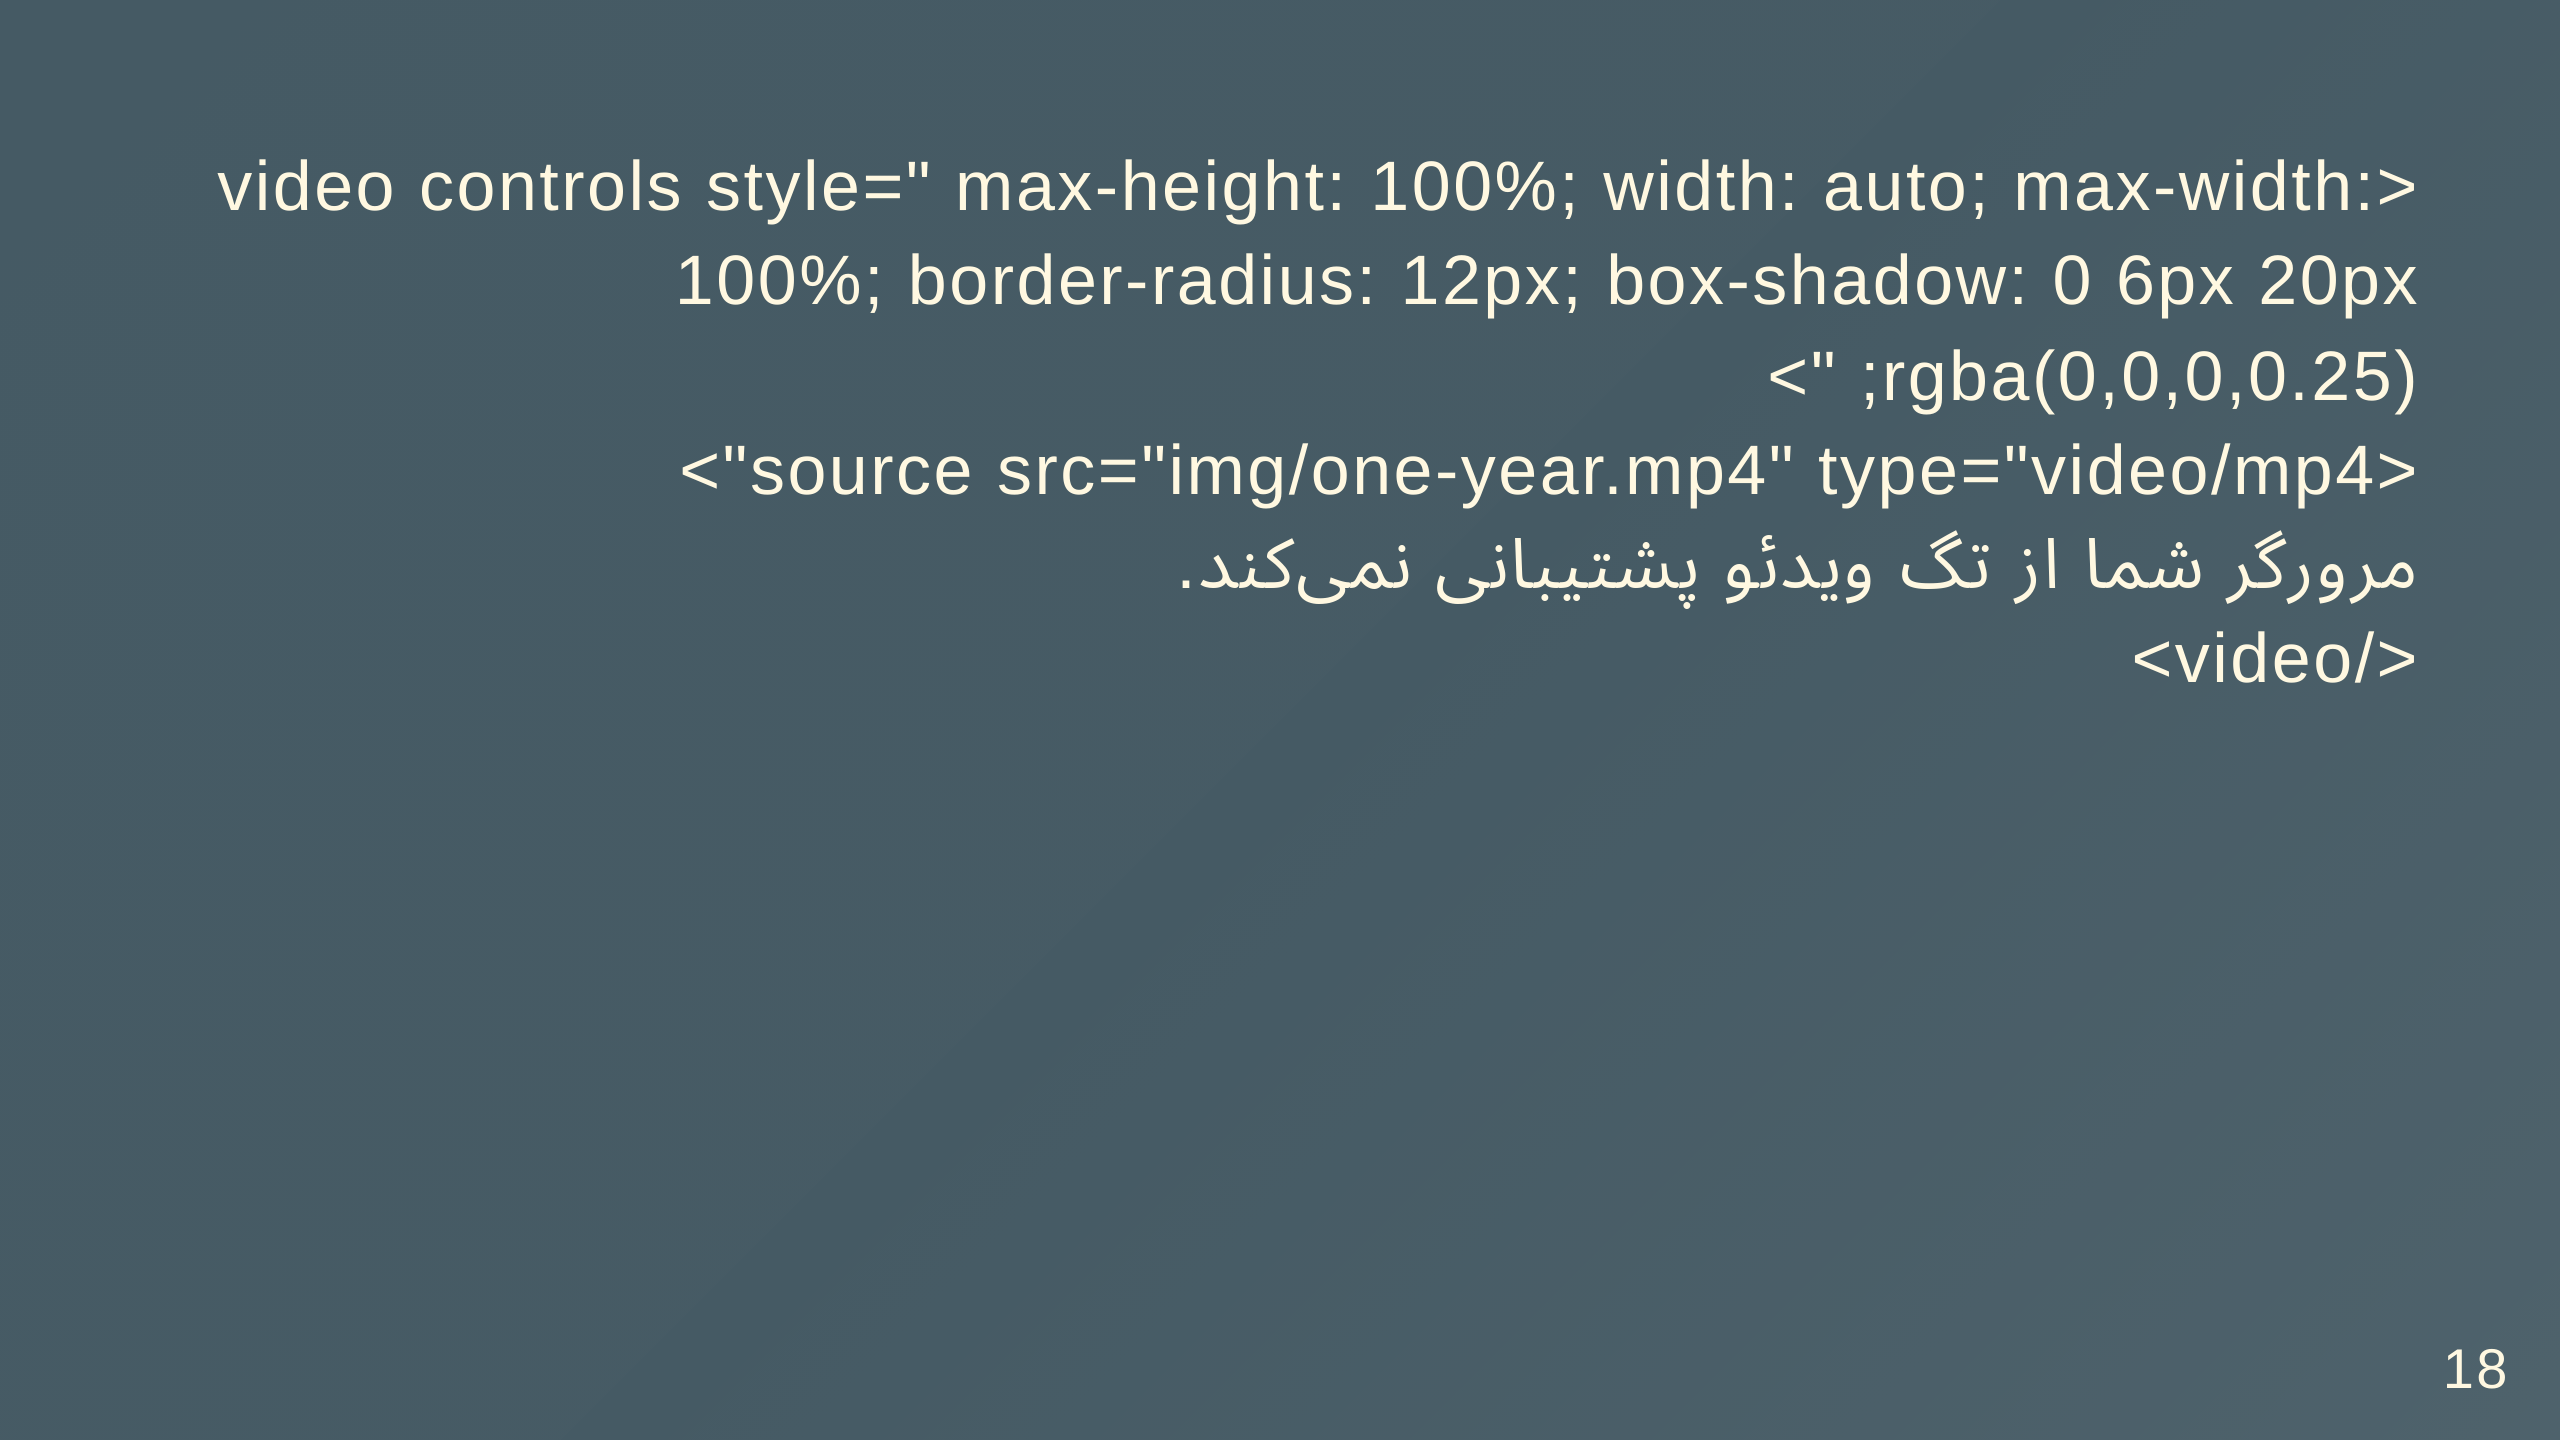 <video controls style=" max-height: 100%; width: auto; max-width:
100%; border-radius: 12px; box-shadow: 0 6px 20px
rgba(0,0,0,0.25); ">
<source src="img/one-year.mp4" type="video/mp4">
مرورگر شما از تگ ویدئو پشتیبانی نمی‌کند.
</video>
18